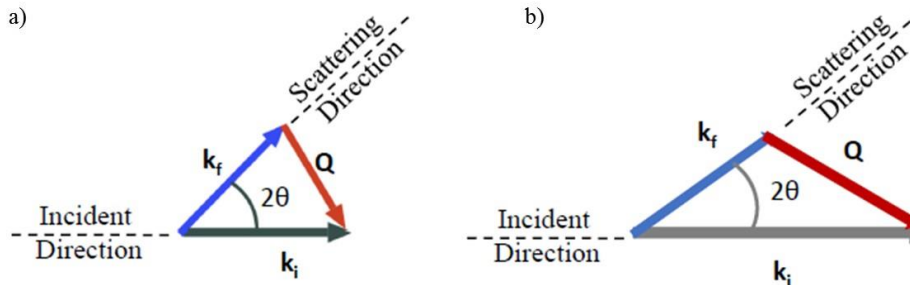 a)
Scattering
Direction
k_f
Q
2θ
Incident
Direction
k_i
b)
Scattering
Direction
k_f
Q
2θ
Incident
Direction
k_i